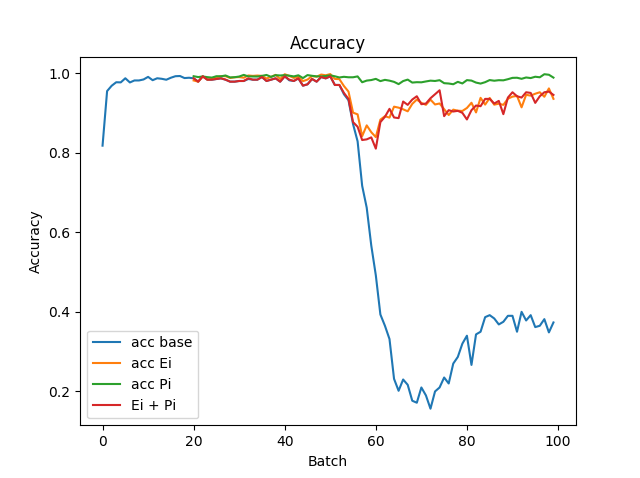 Accuracy
1.0
0.8
0.6
0.4
0.2
Accuracy
acc base
acc Ei
acc Pi
Ei + Pi
0 20 40 60 80 100
Batch